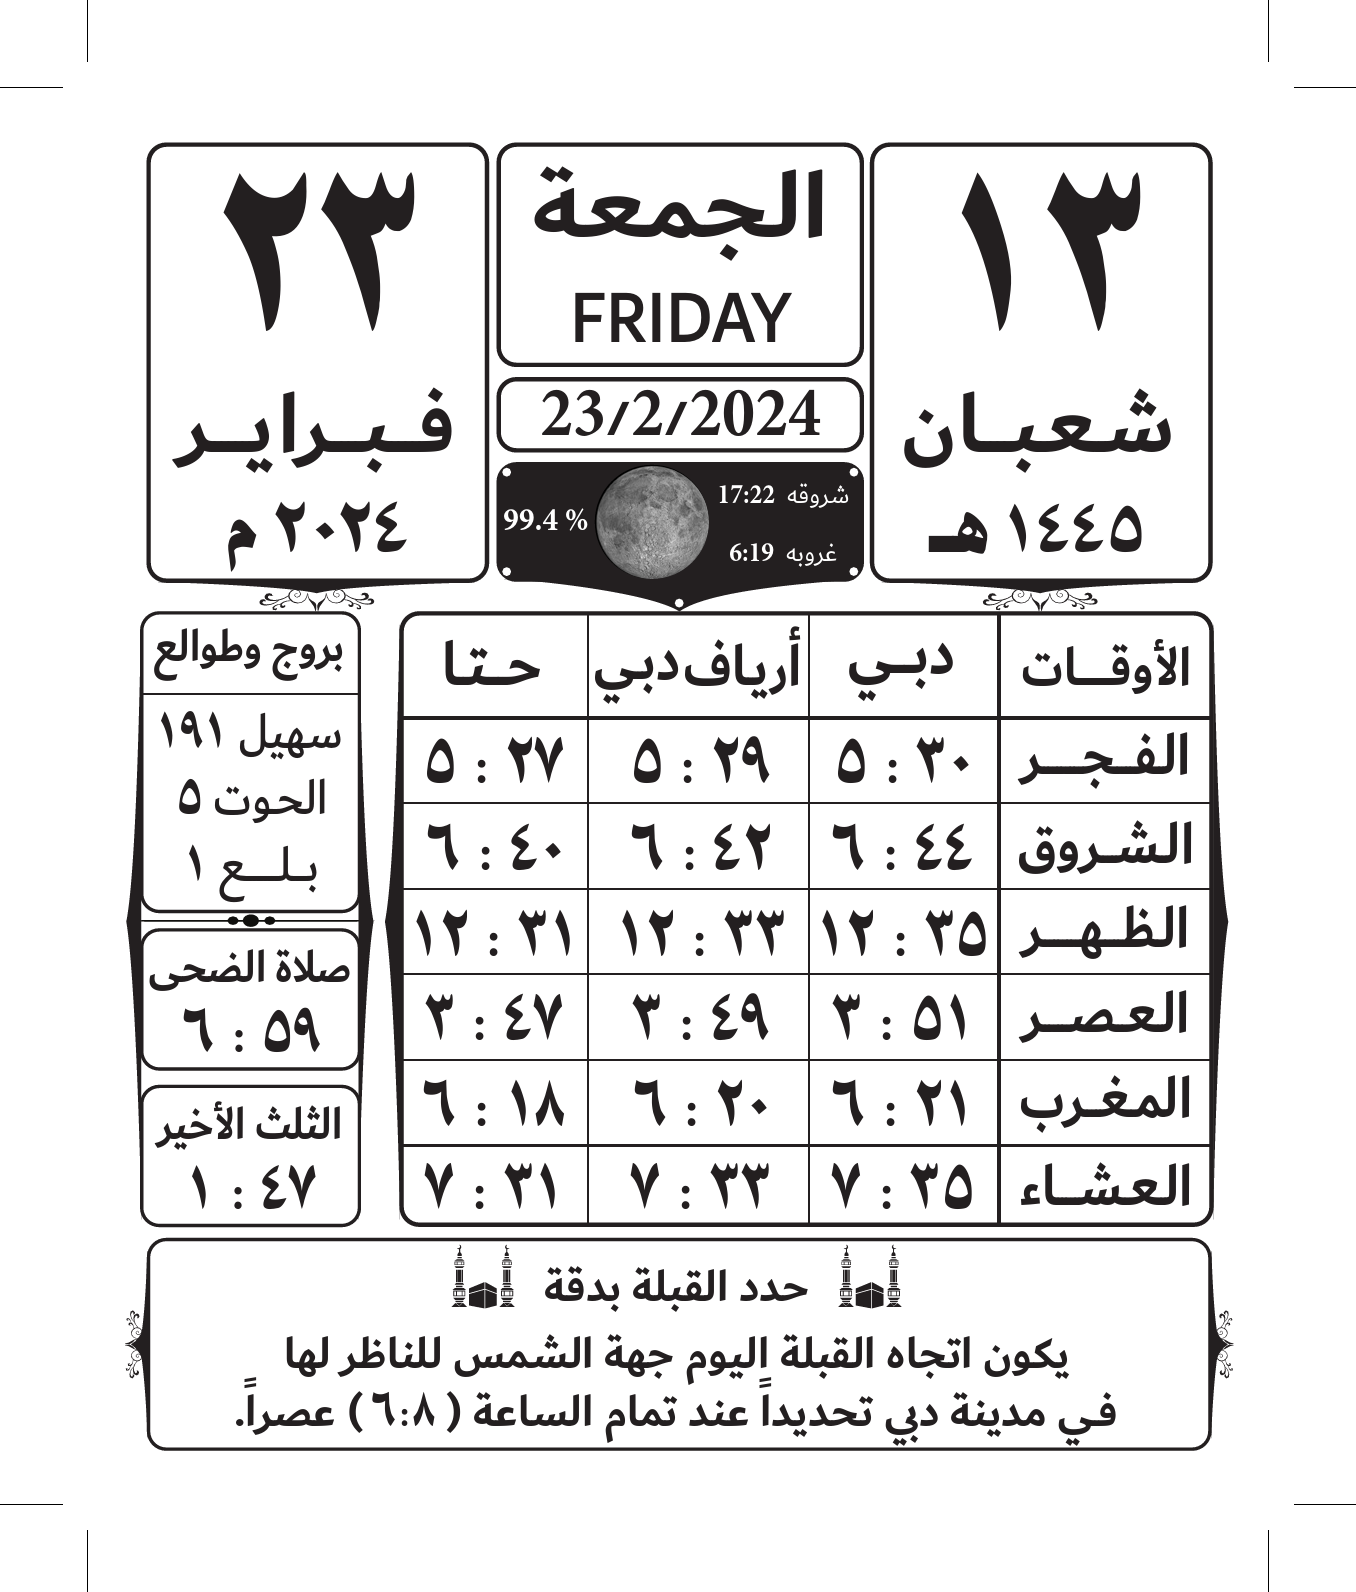 ١٣
شعبان
١٤٤٥ هـ
الجمعة
FRIDAY
23/2/2024
شروقه 17:22
غروبه 6:19
99.4 %
٢٣
فبراير
٢٠٢٤ م
الأوقات دبي أرياف دبي حتا
الفجر ٥ : ٣٠ ٥ : ٢٩ ٥ : ٢٧
الشروق ٦ : ٤٤ ٦ : ٤٢ ٦ : ٤٠
الظهر ١٢ : ٣٥ ١٢ : ٣٣ ١٢ : ٣١
العصر ٣ : ٥١ ٣ : ٤٩ ٣ : ٤٧
المغرب ٦ : ٢١ ٦ : ٢٠ ٦ : ١٨
العشاء ٧ : ٣٥ ٧ : ٣٣ ٧ : ٣١
بروج وطوالع
سهيل ١٩١
الحوت ٥
بلع ١
صلاة الضحى
٦ : ٥٩
الثلث الأخير
١ : ٤٧
حدد القبلة بدقة
يكون اتجاه القبلة اليوم جهة الشمس للناظر لها
في مدينة دبي تحديداً عند تمام الساعة ( ٦:٨ ) عصراً.